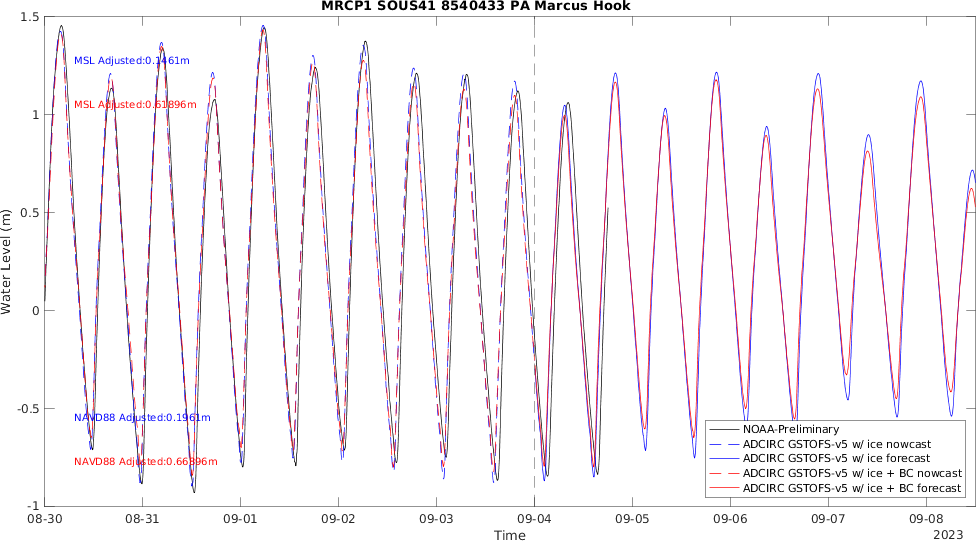 MRCP1 SOUS41 8540433 PA Marcus Hook
1.5
MSL Adjusted:0.1461m
MSL Adjusted:0.61896m
1
0.5
Water Level (m)
0
-0.5
NAVD88 Adjusted:0.1961m
NAVD88 Adjusted:0.66896m
-1
NOAA-Preliminary
ADCIRC GSTOFS-v5 w/ ice nowcast
ADCIRC GSTOFS-v5 w/ ice forecast
ADCIRC GSTOFS-v5 w/ ice + BC nowcast
ADCIRC GSTOFS-v5 w/ ice + BC forecast
08-30 08-31 09-01 09-02 09-03 09-04 09-05 09-06 09-07 09-08
Time
2023